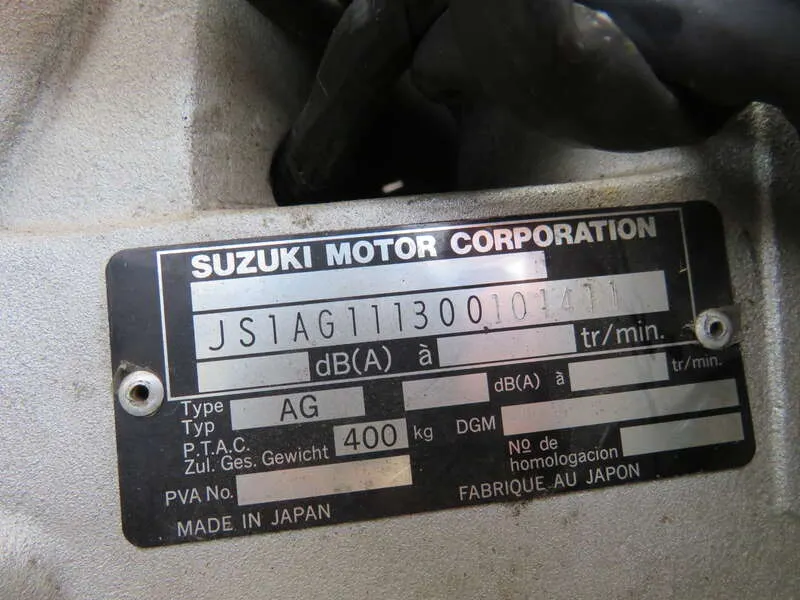 SUZUKI MOTOR CORPORATION
JS1AG111300101411
dB(A) à tr/min.
Type AG dB(A) à tr/min.
Typ
P.T.A.C. 400 kg DGM
Zul. Ges. Gewicht
Nº de
homologacion
PVA No.
MADE IN JAPAN FABRIQUE AU JAPON